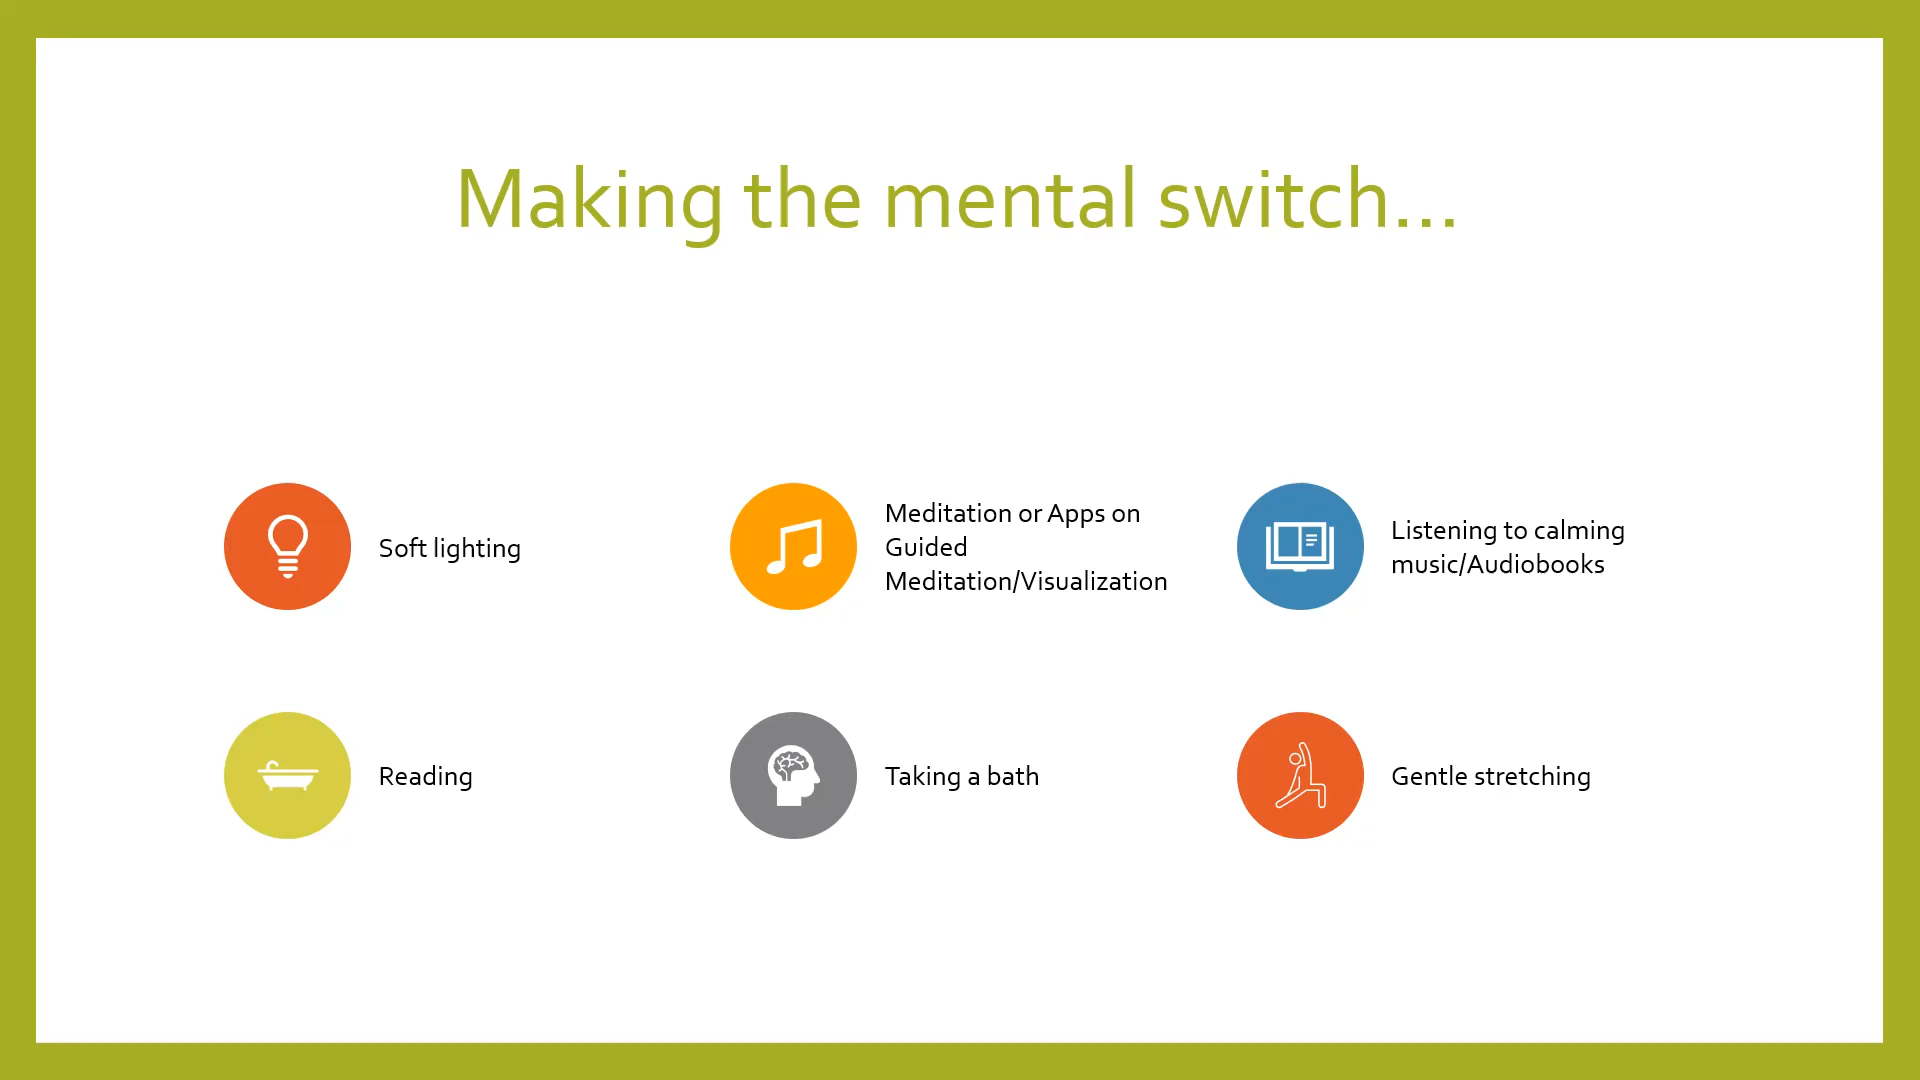 Making the mental switch...
Soft lighting
Meditation or Apps on
Guided
Meditation/Visualization
Listening to calming
music/Audiobooks
Reading
Taking a bath
Gentle stretching